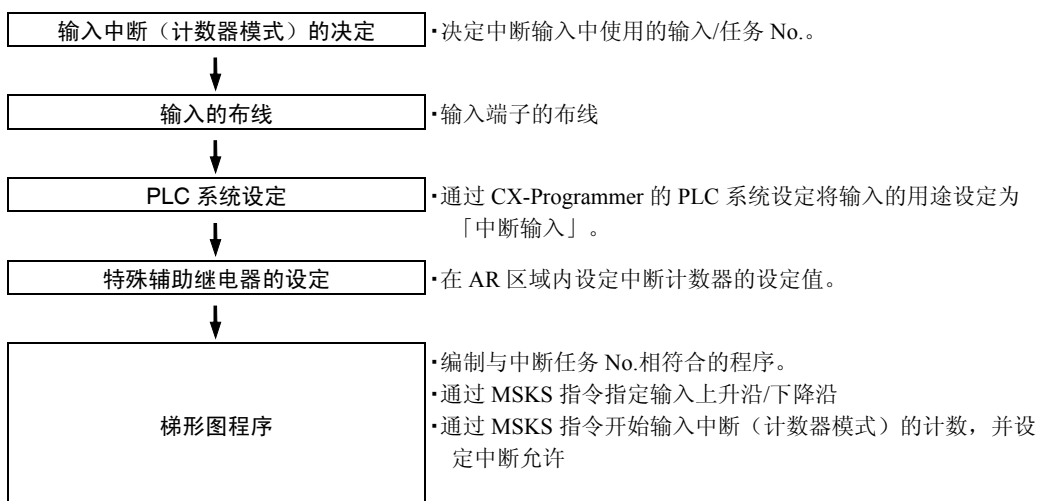 输入中断（计数器模式）的决定
·决定中断输入中使用的输入/任务 No.。
输入的布线
·输入端子的布线
PLC 系统设定
·通过 CX-Programmer 的 PLC 系统设定将输入的用途设定为
「中断输入」。
特殊辅助继电器的设定
·在 AR 区域内设定中断计数器的设定值。
梯形图程序
·编制与中断任务 No.相符合的程序。
·通过 MSKS 指令指定输入上升沿/下降沿
·通过 MSKS 指令开始输入中断（计数器模式）的计数，并设
定中断允许